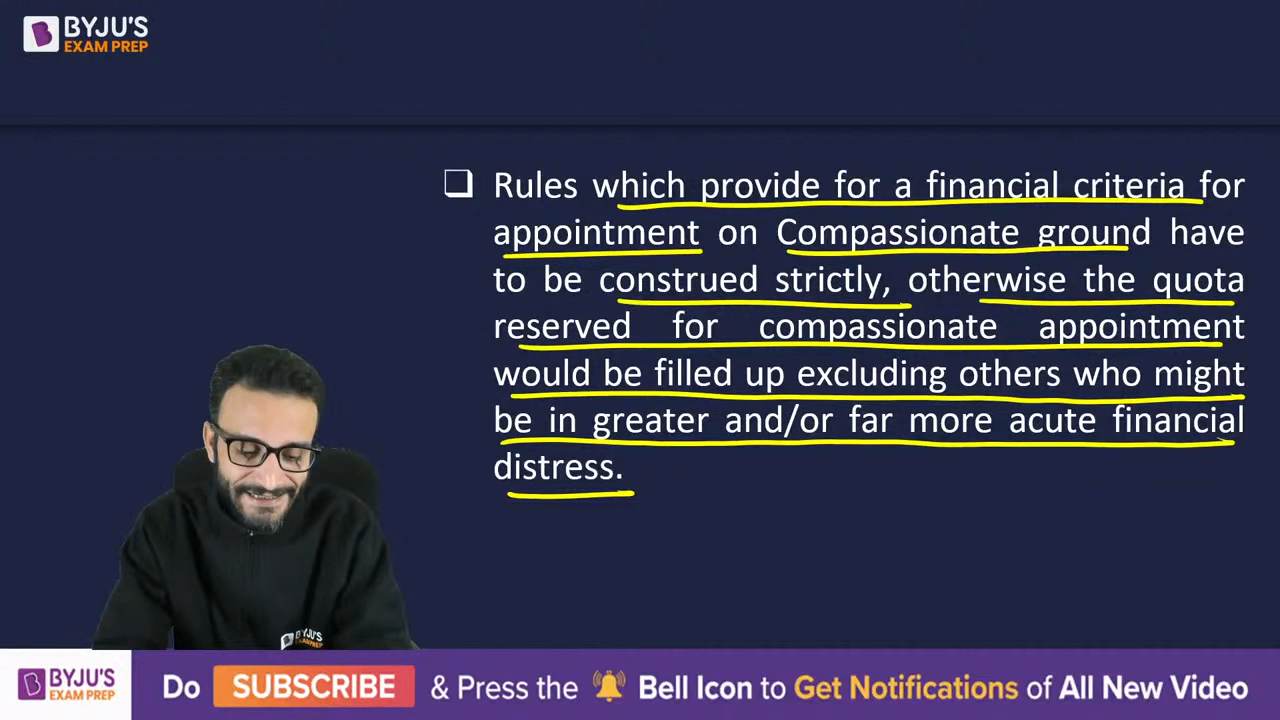 BYJU'S
EXAM PREP
❑ Rules which provide for a financial criteria for
appointment on Compassionate ground have
to be construed strictly, otherwise the quota
reserved for compassionate appointment
would be filled up excluding others who might
be in greater and/or far more acute financial
distress.
BYJU'S
EXAM PREP
BYJU'S
EXAM PREP
Do SUBSCRIBE & Press the Bell Icon to Get Notifications of All New Video